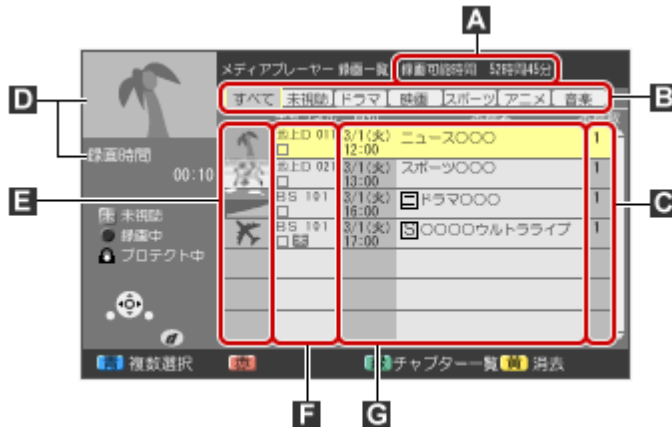 A
メディアプレーヤー 録画一覧 録画可能時間 52時間45分
D
B
すべて 未視聴 ドラマ 映画 スポーツ アニメ 音楽
地上D 011 3/1(火) 12:00 ニュース〇〇〇 1
録画時間
00:10
地上D 021 3/1(火) 13:00 スポーツ〇〇〇 1
E
C
BS 101 3/1(火) 16:00 二ドラマ〇〇〇 1
未視聴
録画中
BS 101 3/1(火) 17:00 S〇〇〇〇ウルトラライブ 1
プロテクト中
d
青 複数選択 赤 緑 チャプター一覧 黄 消去
F
G